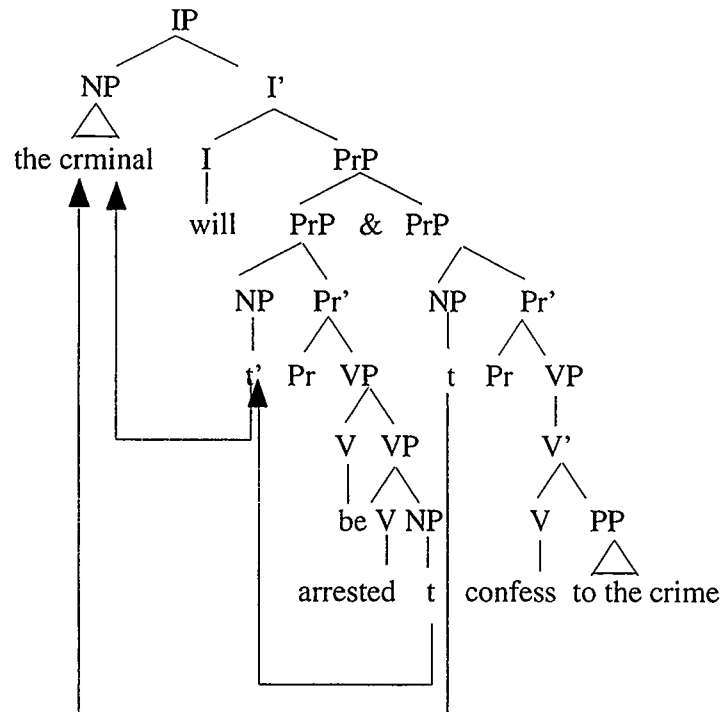 IP
NP I'
the crminal I PrP
will PrP & PrP
NP Pr' NP Pr'
t' Pr VP t Pr VP
V VP V'
be V NP V PP
arrested t confess to the crime